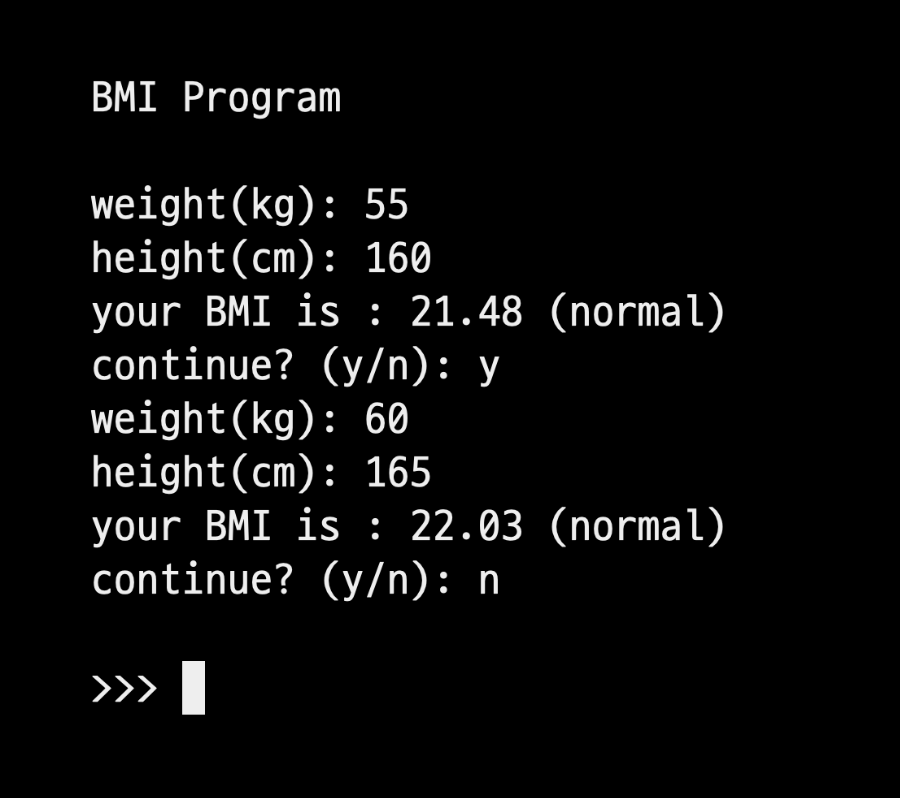 BMI Program
weight(kg): 55
height(cm): 160
your BMI is : 21.48 (normal)
continue? (y/n): y
weight(kg): 60
height(cm): 165
your BMI is : 22.03 (normal)
continue? (y/n): n
>>>